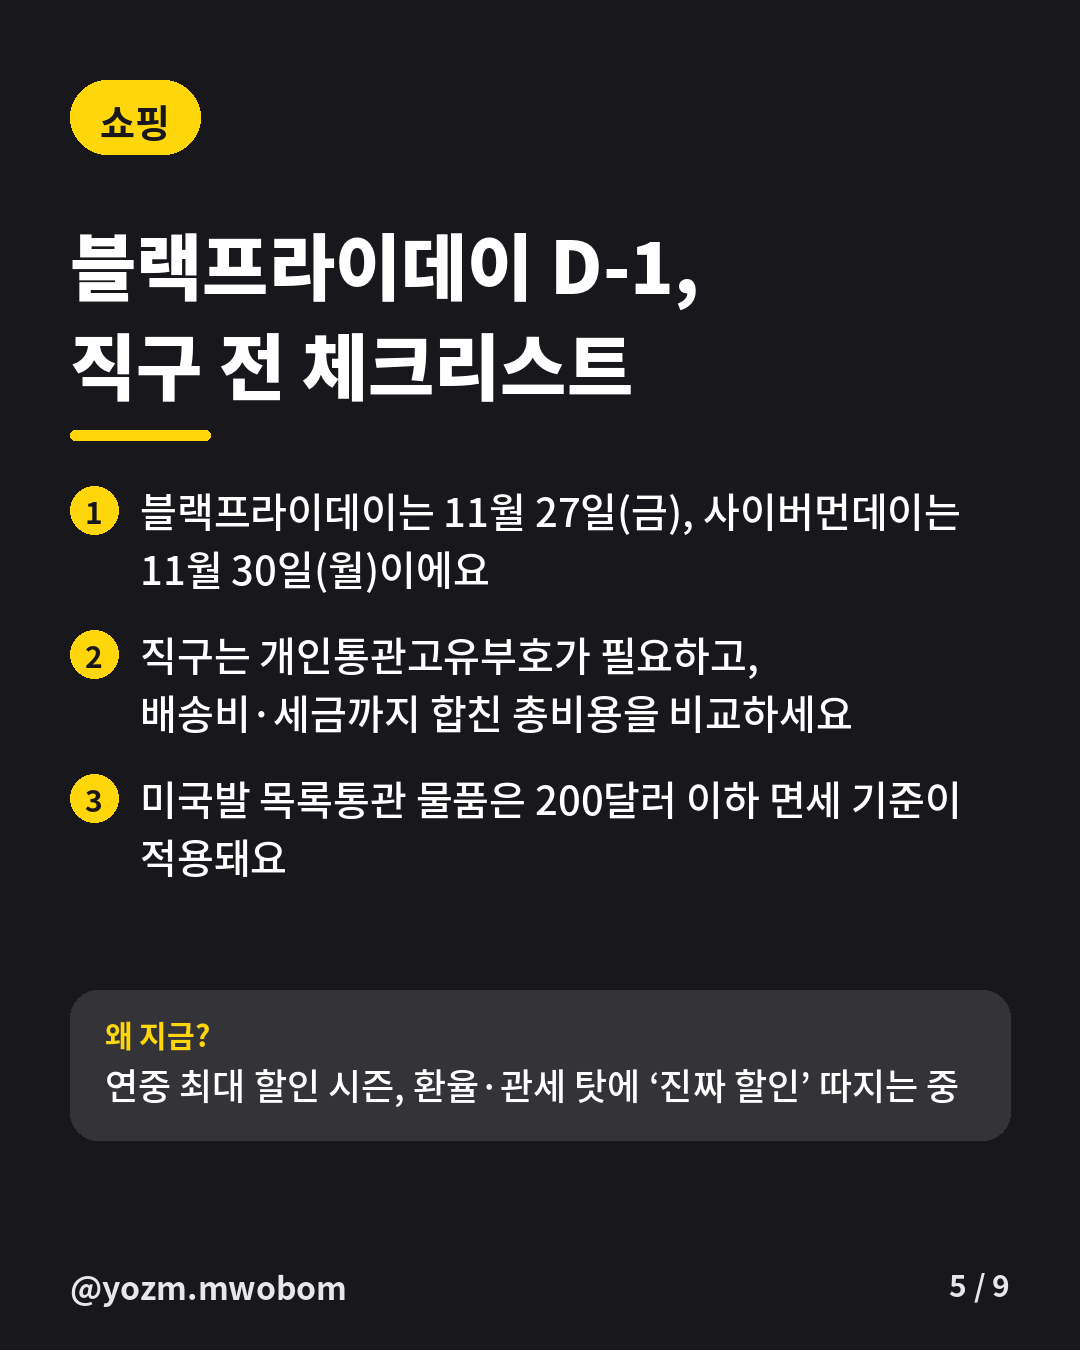 쇼핑
블랙프라이데이 D-1,
직구 전 체크리스트
1 블랙프라이데이는 11월 27일(금), 사이버먼데이는
11월 30일(월)이에요
2 직구는 개인통관고유부호가 필요하고,
배송비·세금까지 합친 총비용을 비교하세요
3 미국발 목록통관 물품은 200달러 이하 면세 기준이
적용돼요
왜 지금?
연중 최대 할인 시즌, 환율·관세 탓에 ‘진짜 할인’ 따지는 중
@yozm.mwobom
5 / 9